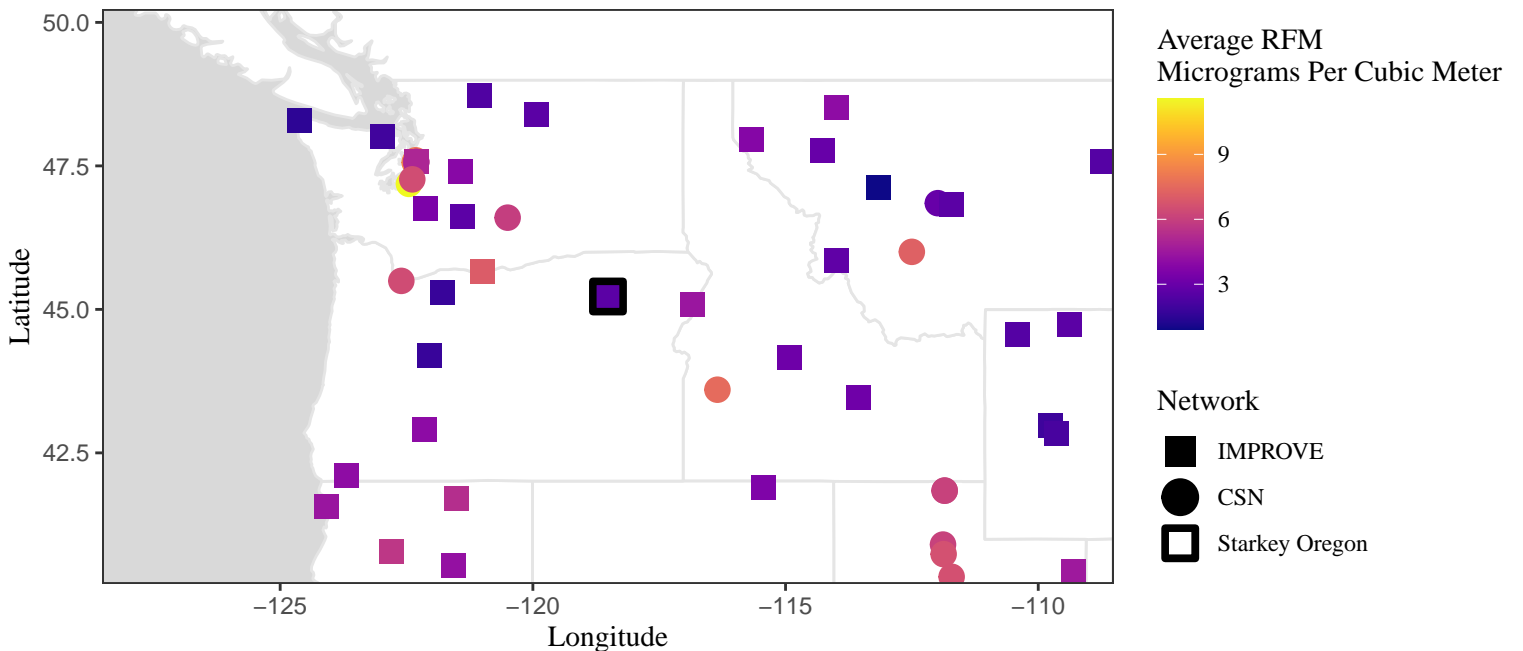 50.0
47.5
45.0
42.5
Latitude
−125
−120
−115
−110
Longitude
Average RFM
Micrograms Per Cubic Meter
9
6
3
Network
IMPROVE
CSN
Starkey Oregon